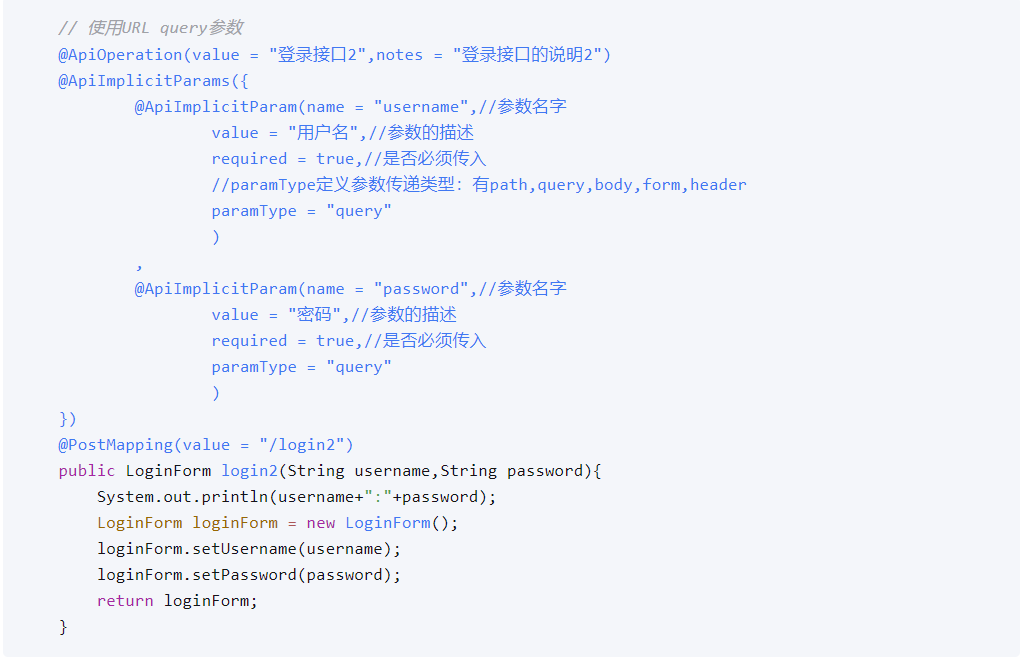 // 使用URL query参数
@ApiOperation(value = "登录接口2",notes = "登录接口的说明2")
@ApiImplicitParams({
        @ApiImplicitParam(name = "username",//参数名字
                value = "用户名",//参数的描述
                required = true,//是否必须传入
                //paramType定义参数传递类型：有path,query,body,form,header
                paramType = "query"
                )
        ,
        @ApiImplicitParam(name = "password",//参数名字
                value = "密码",//参数的描述
                required = true,//是否必须传入
                paramType = "query"
                )
})
@PostMapping(value = "/login2")
public LoginForm login2(String username,String password){
    System.out.println(username+":"+password);
    LoginForm loginForm = new LoginForm();
    loginForm.setUsername(username);
    loginForm.setPassword(password);
    return loginForm;
}